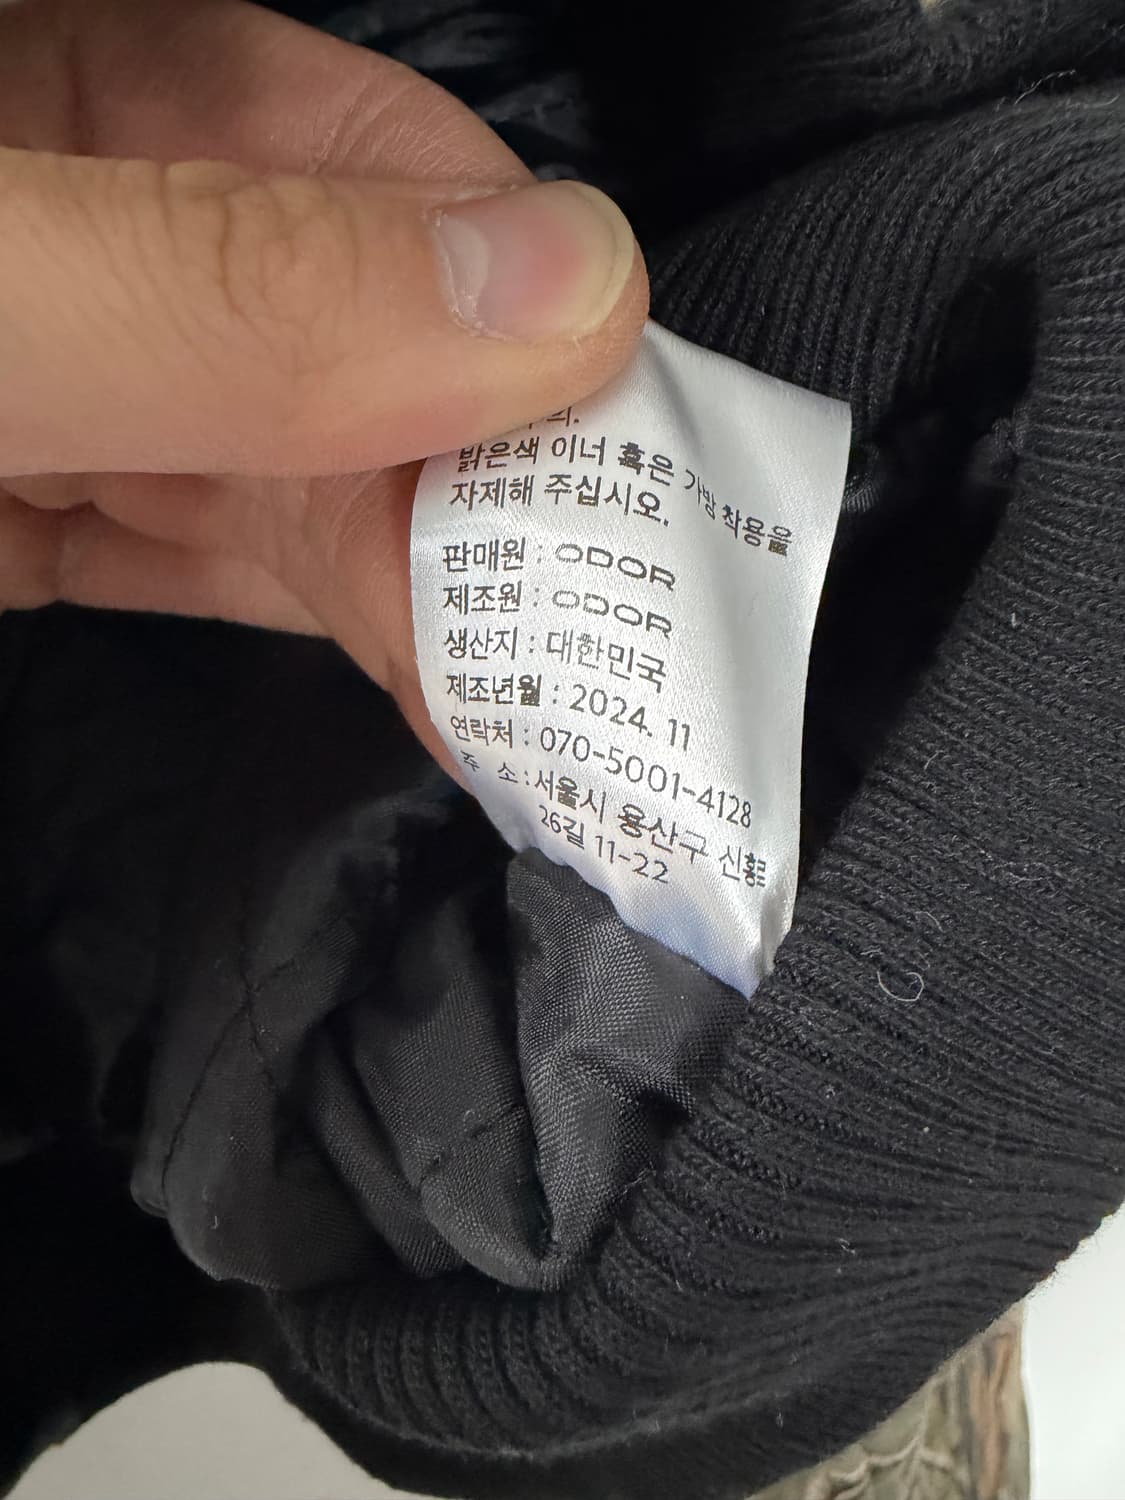 밝은색 이너 혹은 가방 착용을
자제해 주십시오.
판매원 : ODOR
제조원 : ODOR
생산지 : 대한민국
제조년월 : 2024. 11
연락처 : 070-5001-4128
주 소 : 서울시 용산구 신흥로
26길 11-22